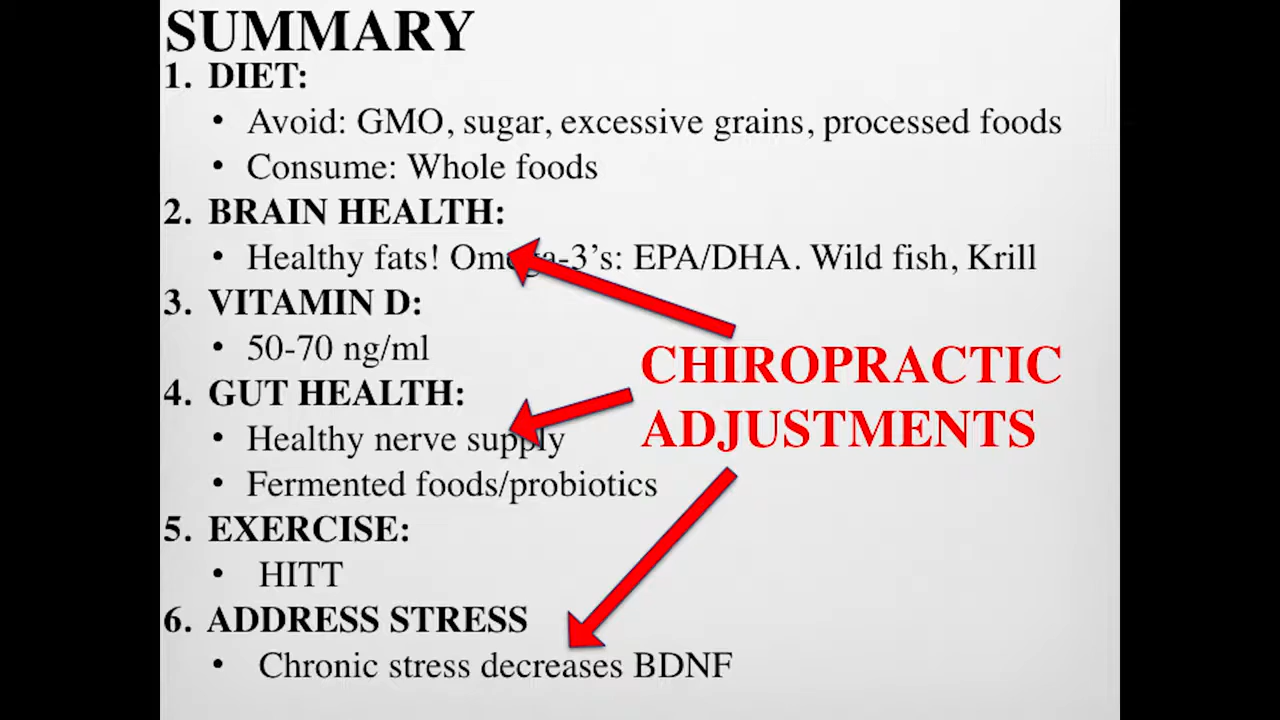 SUMMARY
1. DIET:
• Avoid: GMO, sugar, excessive grains, processed foods
• Consume: Whole foods
2. BRAIN HEALTH:
• Healthy fats! Omega-3’s: EPA/DHA. Wild fish, Krill
3. VITAMIN D:
• 50-70 ng/ml
CHIROPRACTIC
ADJUSTMENTS
4. GUT HEALTH:
• Healthy nerve supply
• Fermented foods/probiotics
5. EXERCISE:
• HITT
6. ADDRESS STRESS
• Chronic stress decreases BDNF